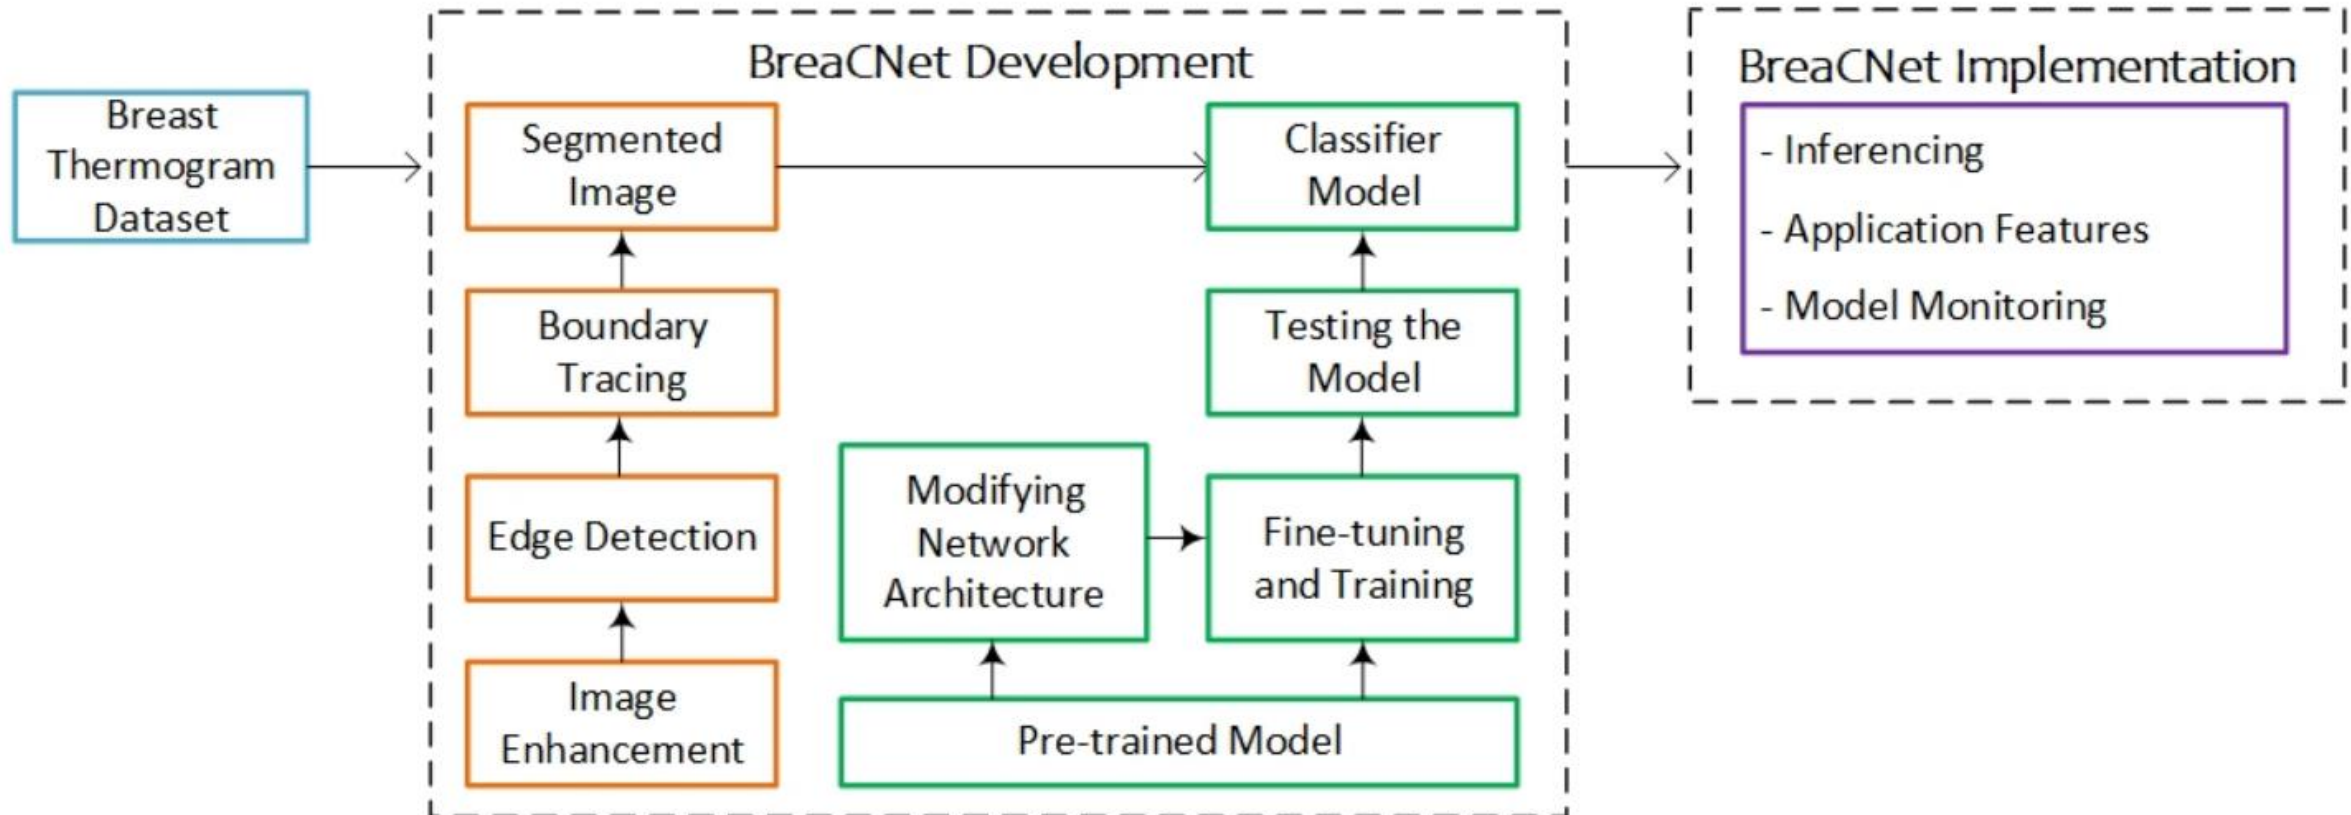 Breast
Thermogram
Dataset
BreaCNet Development
Segmented
Image
Boundary
Tracing
Edge Detection
Image
Enhancement
Classifier
Model
Testing the
Model
Modifying
Network
Architecture
Fine-tuning
and Training
Pre-trained Model
BreaCNet Implementation
- Inferencing
- Application Features
- Model Monitoring